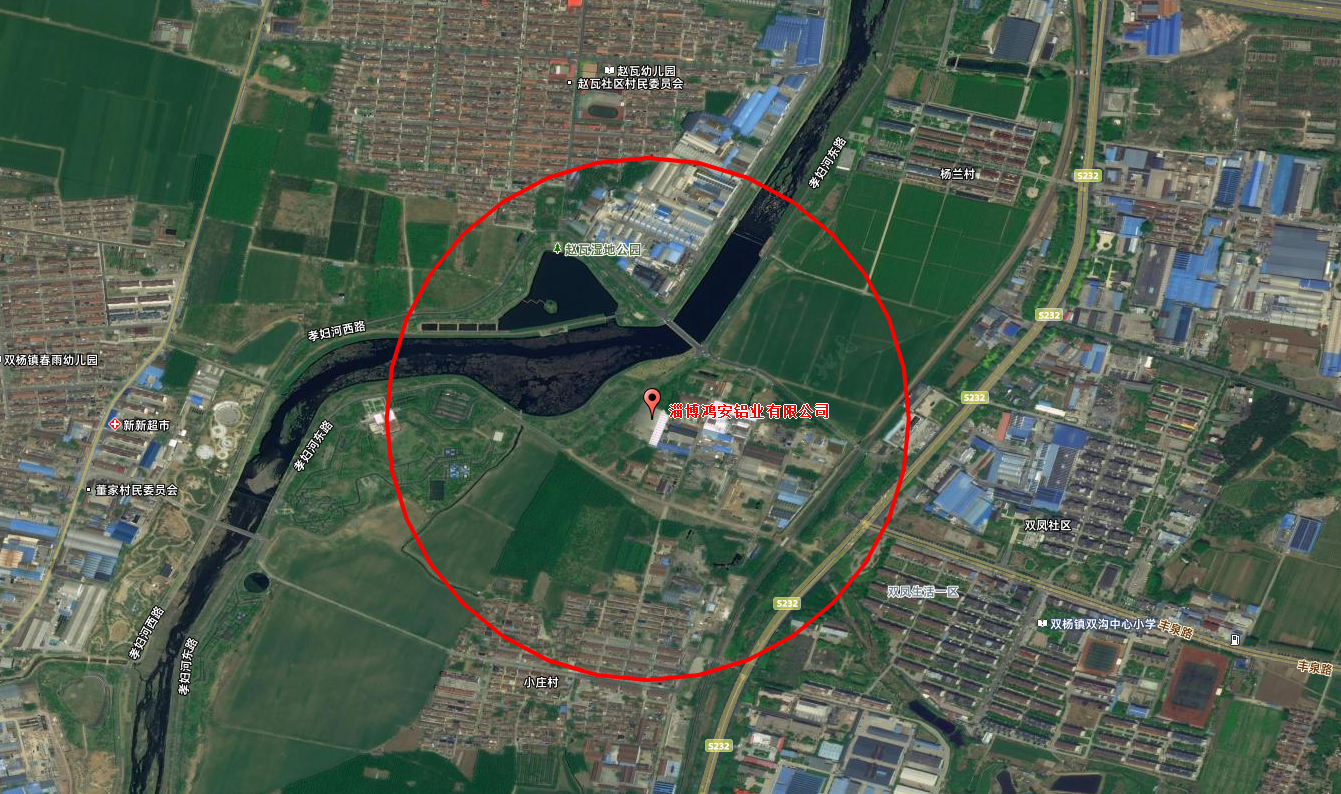 赵瓦幼儿园
赵瓦社区村民委员会
孝妇河东路
杨兰村
S232
赵瓦湿地公园
孝妇河西路
S232
双杨镇春雨幼儿园
S232
淄博鸿安铝业有限公司
新新超市
孝妇河东路
董家村民委员会
双凤社区
双凤生活一区
S232
双杨镇双沟中心小学
丰泉路
孝妇河西路
孝妇河东路
丰泉路
小庄村
S232